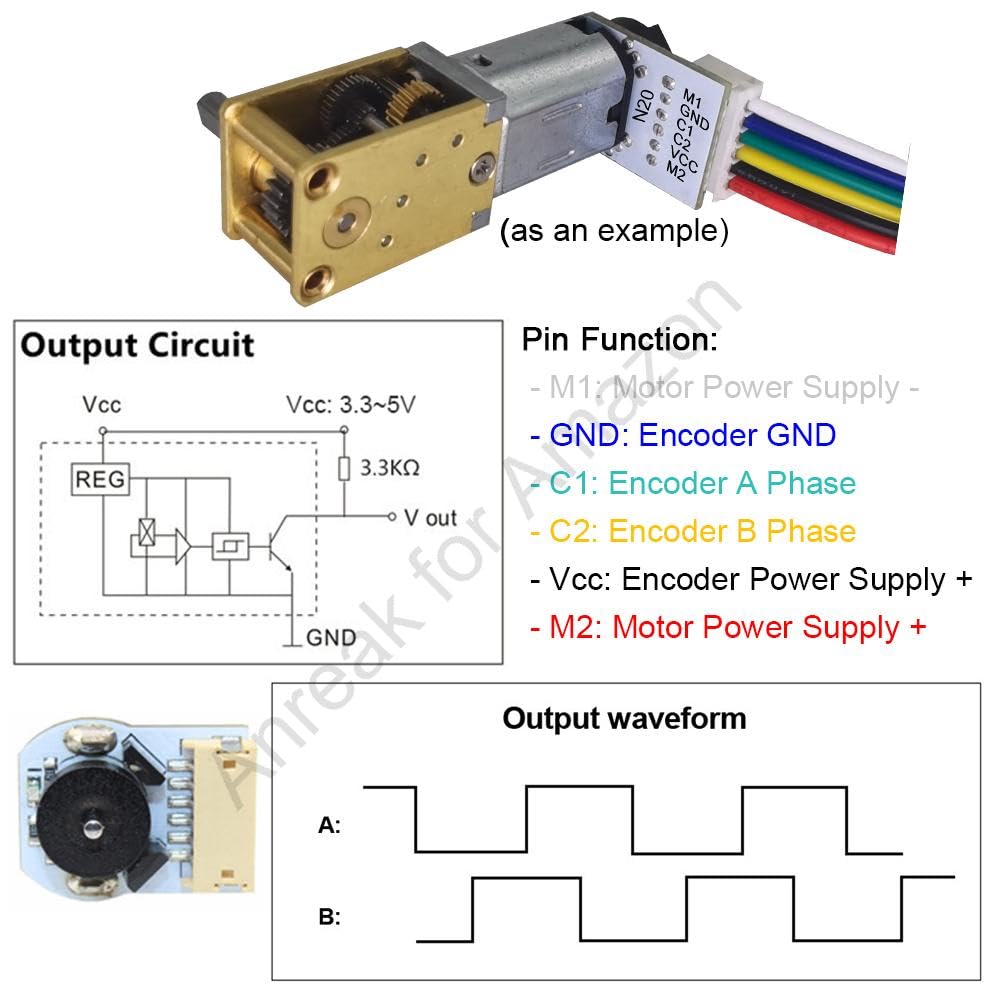 M1
GND
C1
C2
VCC
M2
N20
(as an example)
Output Circuit
Vcc
Vcc: 3.3~5V
REG
3.3KΩ
V out
GND
Pin Function:
- M1: Motor Power Supply -
- GND: Encoder GND
- C1: Encoder A Phase
- C2: Encoder B Phase
- Vcc: Encoder Power Supply +
- M2: Motor Power Supply +
Anreak for Amazon
Output waveform
A:
B: